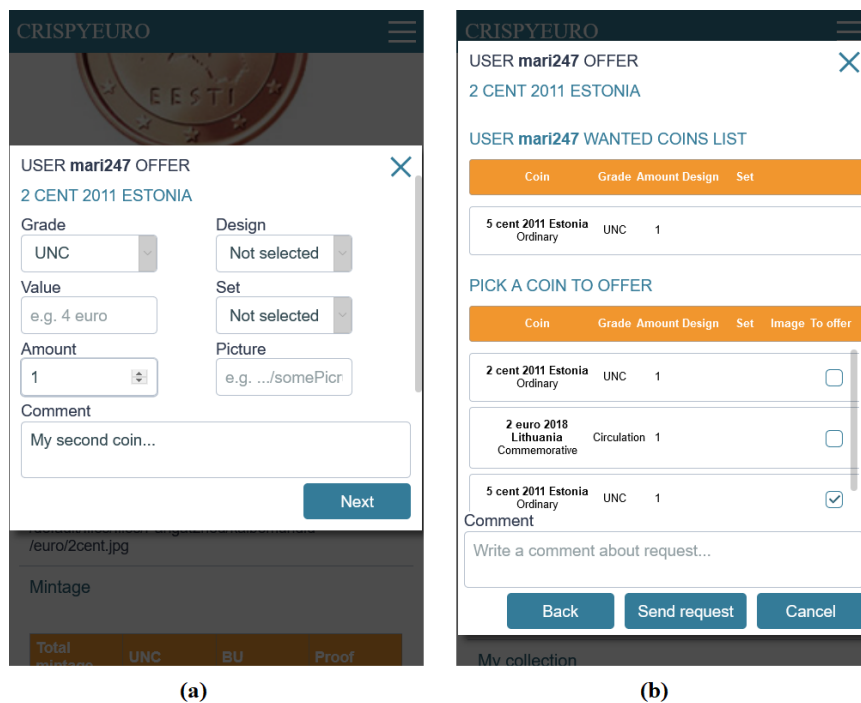 CRISPYEURO
EESTI
USER mari247 OFFER
2 CENT 2011 ESTONIA
Grade
Design
UNC
Not selected
Value
Set
e.g. 4 euro
Not selected
Amount
Picture
1
e.g. .../somePicr
Comment
My second coin...
Next
/euro/2cent.jpg
Mintage
Total mintage UNC BU Proof
(a)
CRISPYEURO
USER mari247 OFFER
2 CENT 2011 ESTONIA
USER mari247 WANTED COINS LIST
Coin Grade Amount Design Set
5 cent 2011 Estonia
Ordinary
UNC 1
PICK A COIN TO OFFER
Coin Grade Amount Design Set Image To offer
2 cent 2011 Estonia
Ordinary
UNC 1
2 euro 2018
Lithuania
Commemorative
Circulation 1
5 cent 2011 Estonia
Ordinary
UNC 1
Comment
Write a comment about request...
Back Send request Cancel
My collection
(b)